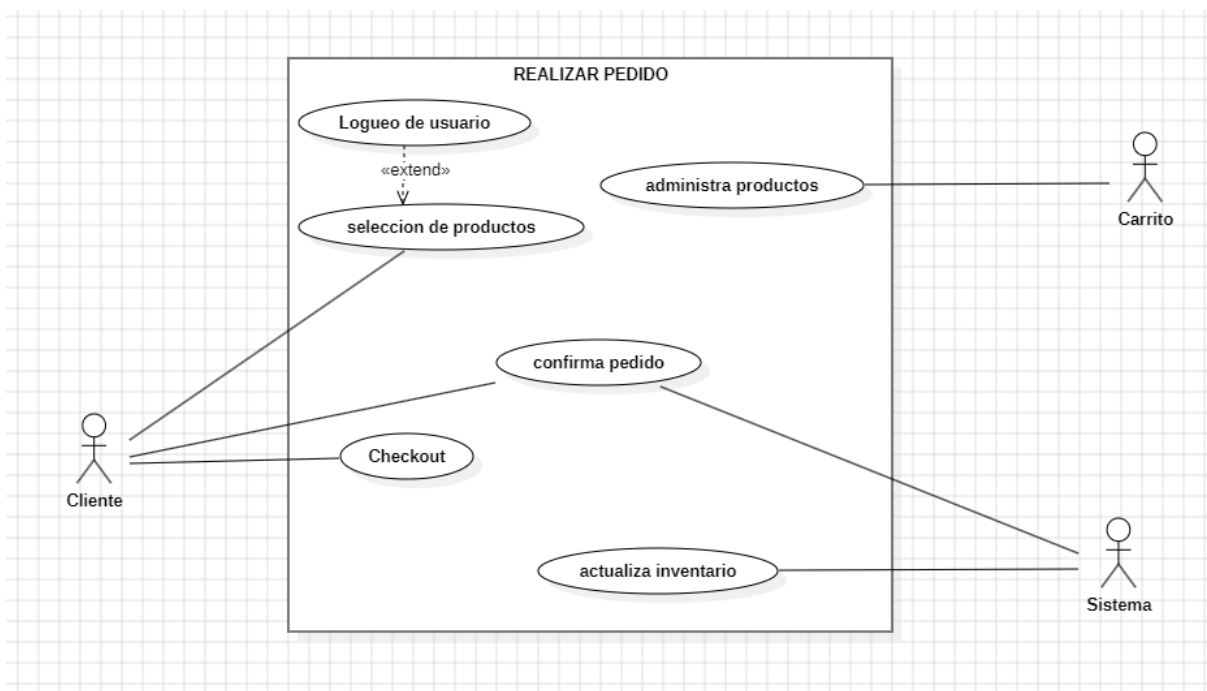 REALIZAR PEDIDO
Logueo de usuario
«extend»
administra productos
seleccion de productos
Carrito
confirma pedido
Checkout
Cliente
actualiza inventario
Sistema